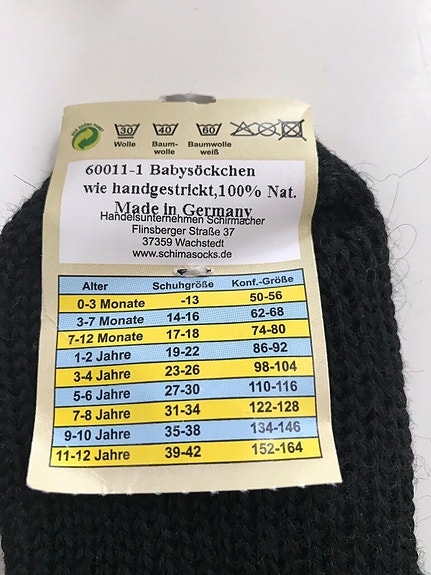 DER GRÜNE PUNKT
30 40 60
Wolle Baum-wolle Baumwolle weiß
60011-1 Babysöckchen
wie handgestrickt,100% Nat.
Made in Germany
Handelsunternehmen Schirmacher
Flinsberger Straße 37
37359 Wachstedt
www.schimasocks.de
Alter Schuhgröße Konf.-Größe
0-3 Monate -13 50-56
3-7 Monate 14-16 62-68
7-12 Monate 17-18 74-80
1-2 Jahre 19-22 86-92
3-4 Jahre 23-26 98-104
5-6 Jahre 27-30 110-116
7-8 Jahre 31-34 122-128
9-10 Jahre 35-38 134-146
11-12 Jahre 39-42 152-164